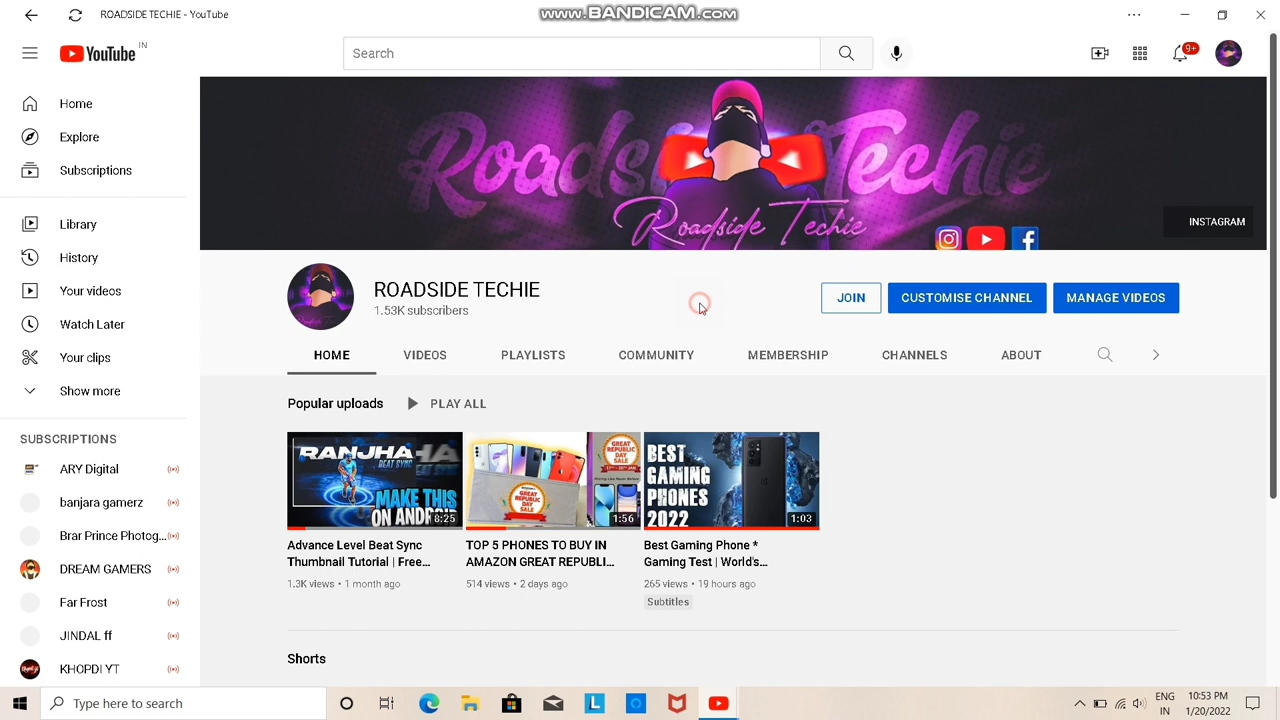 ROADSIDE TECHIE - YouTube
www.BANDICAM.com
YouTube IN
Search
9+
Home
Explore
Subscriptions
Library
History
Your videos
Watch Later
Your clips
Show more
SUBSCRIPTIONS
ARY Digital
banjara gamerz
Brar Prince Photog...
DREAM GAMERS
Far Frost
JINDAL ff
KHOPDI YT
Roadside Techie
Roadside Techie
INSTAGRAM
ROADSIDE TECHIE
1.53K subscribers
JOIN
CUSTOMISE CHANNEL
MANAGE VIDEOS
HOME
VIDEOS
PLAYLISTS
COMMUNITY
MEMBERSHIP
CHANNELS
ABOUT
Popular uploads
PLAY ALL
RANJHA
BEAT SYNC
MAKE THIS
ON ANDROID
8:25
Advance Level Beat Sync
Thumbnail Tutorial | Free...
1.3K views • 1 month ago
GREAT
REPUBLIC
DAY
SALE
GREAT
REPUBLIC DAY
SALE
1:56
TOP 5 PHONES TO BUY IN
AMAZON GREAT REPUBLI...
514 views • 2 days ago
BEST
GAMING
PHONES
2022
1:03
Best Gaming Phone *
Gaming Test | World's...
265 views • 19 hours ago
Subtitles
Shorts
Type here to search
L
ENG
IN
10:53 PM
1/20/2022